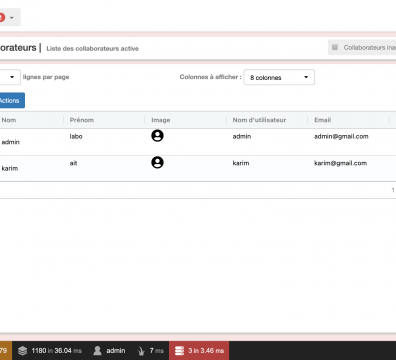 orateurs | Liste des collaborateurs active
Collaborateurs ina
lignes par page
Colonnes à afficher : 8 colonnes
Actions
Nom Prénom Image Nom d'utilisateur Email
admin labo admin admin@gmail.com
karim ait karim karim@gmail.com
1
79 1180 in 36.04 ms admin 7 ms 3 in 3.46 ms